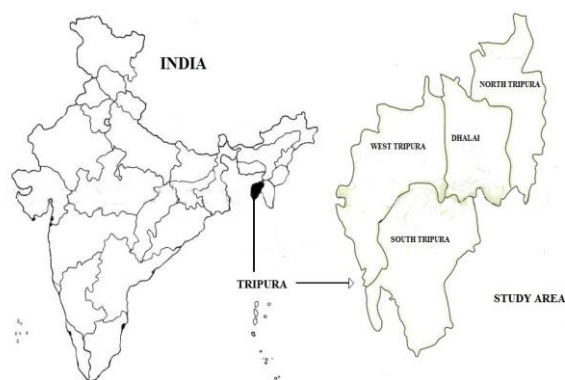 INDIA
NORTH TRIPURA
WEST TRIPURA
DHALAI
SOUTH TRIPURA
TRIPURA
STUDY AREA